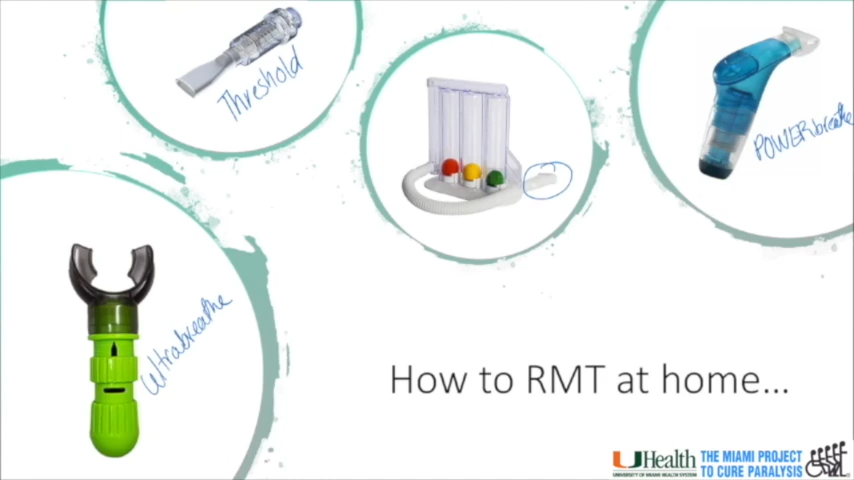 Threshold
POWERbreathe
Ultrabreathe
How to RMT at home...
UHealth
UNIVERSITY OF MIAMI HEALTH SYSTEM
THE MIAMI PROJECT
TO CURE PARALYSIS